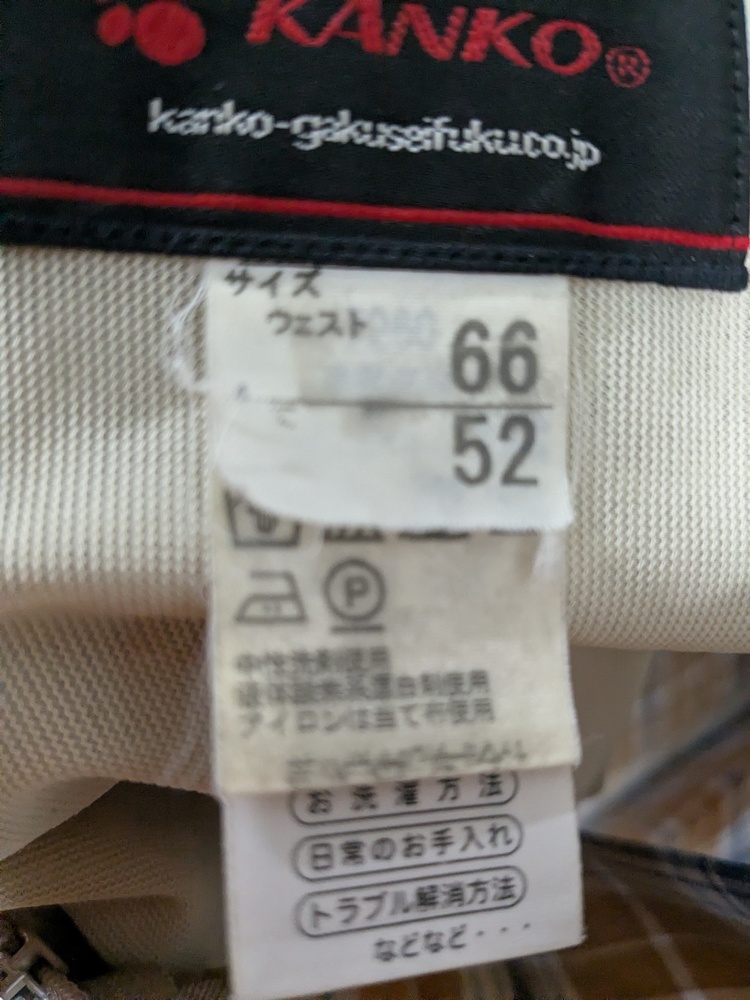 KANKO®
kanko-gakuseifuku.co.jp
サイズ
ウエスト 66
52
P
中性洗剤使用
液体酸素系漂白剤使用
アイロンは当て布使用
お洗濯方法
日常のお手入れ
トラブル解消方法
などなど・・・